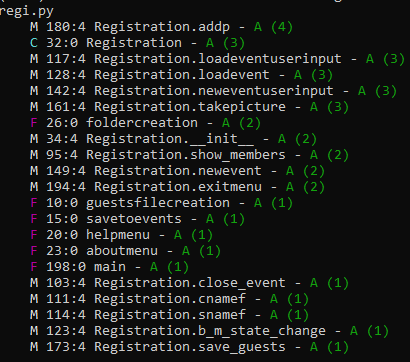 regi.py
M 180:4 Registration.addp - A (4)
C 32:0 Registration - A (3)
M 117:4 Registration.loadeventuserinput - A (3)
M 128:4 Registration.loadevent - A (3)
M 142:4 Registration.neweventuserinput - A (3)
M 161:4 Registration.takepicture - A (3)
F 26:0 foldercreation - A (2)
M 34:4 Registration.__init__ - A (2)
M 95:4 Registration.show_members - A (2)
M 149:4 Registration.newevent - A (2)
M 194:4 Registration.exitmenu - A (2)
F 10:0 guestsfilecreation - A (1)
F 15:0 savetoevents - A (1)
F 20:0 helpmenu - A (1)
F 23:0 aboutmenu - A (1)
F 198:0 main - A (1)
M 103:4 Registration.close_event - A (1)
M 111:4 Registration.cnamef - A (1)
M 114:4 Registration.snamef - A (1)
M 123:4 Registration.b_m_state_change - A (1)
M 173:4 Registration.save_guests - A (1)